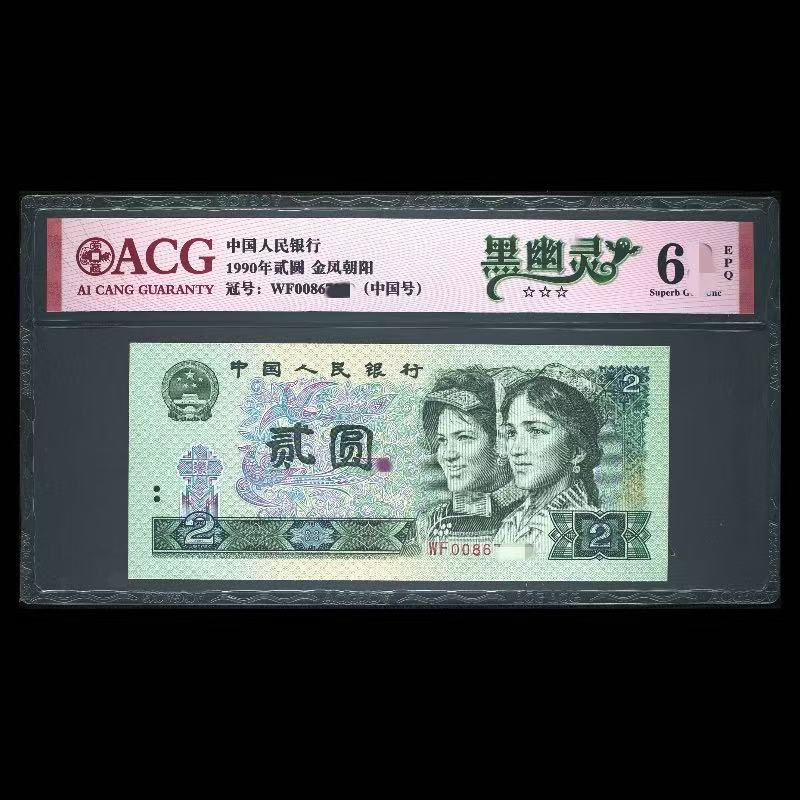 ACG
AI CANG GUARANTY
中国人民银行
1990年贰圆 金凤朝阳
冠号：WF0086 （中国号）
黑幽灵
☆☆☆
6
EPQ
Superb
中国人民银行
贰圆
2
2
2
WF0086